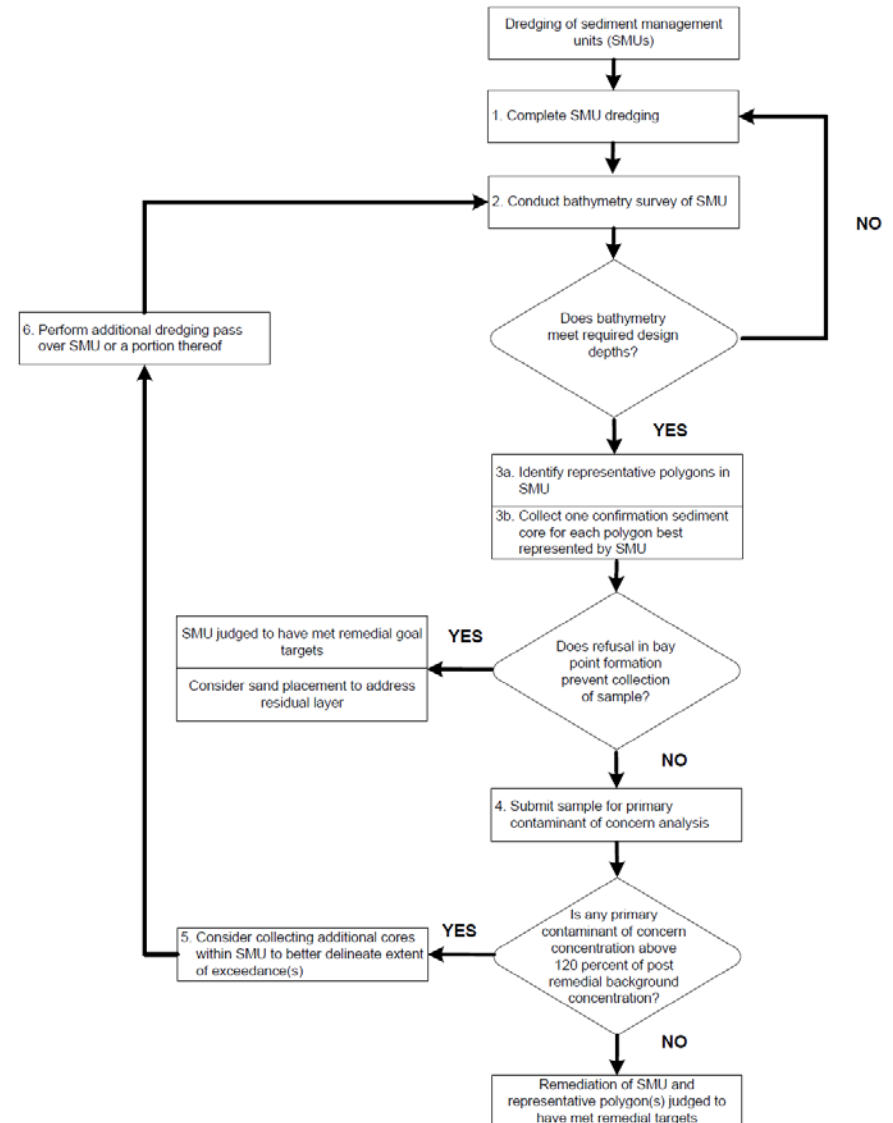 Dredging of sediment management
units (SMUs)
1. Complete SMU dredging
2. Conduct bathymetry survey of SMU
NO
6. Perform additional dredging pass
over SMU or a portion thereof
Does bathymetry
meet required design
depths?
YES
3a. Identify representative polygons in
SMU
3b. Collect one confirmation sediment
core for each polygon best
represented by SMU
SMU judged to have met remedial goal
targets
YES
Consider sand placement to address
residual layer
Does refusal in bay
point formation
prevent collection
of sample?
NO
4. Submit sample for primary
contaminant of concern analysis
5. Consider collecting additional cores
within SMU to better delineate extent
of exceedance(s)
YES
Is any primary
contaminant of concern
concentration above
120 percent of post
remedial background
concentration?
NO
Remediation of SMU and
representative polygon(s) judged to
have met remedial targets